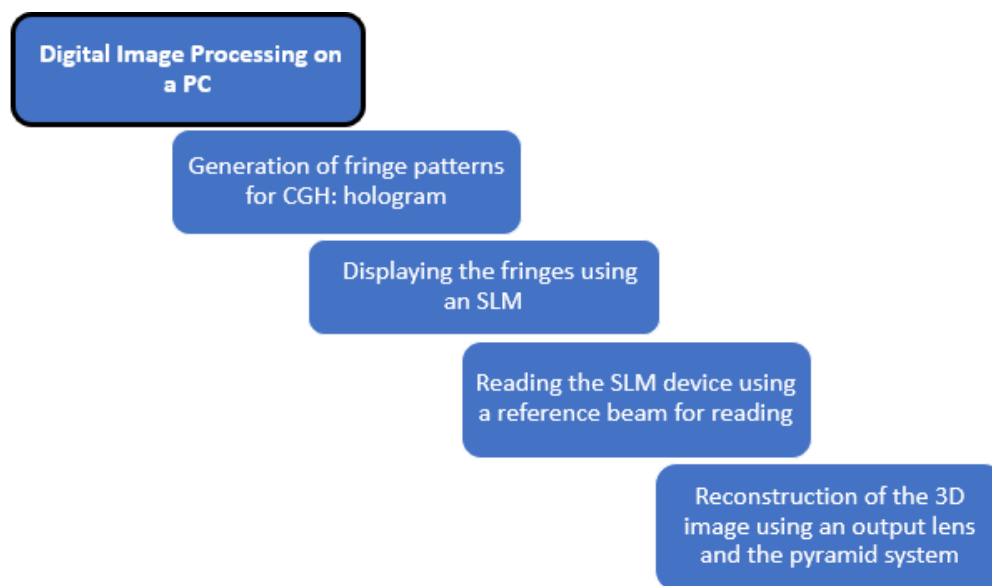 Digital Image Processing on
a PC
Generation of fringe patterns
for CGH: hologram
Displaying the fringes using
an SLM
Reading the SLM device using
a reference beam for reading
Reconstruction of the 3D
image using an output lens
and the pyramid system